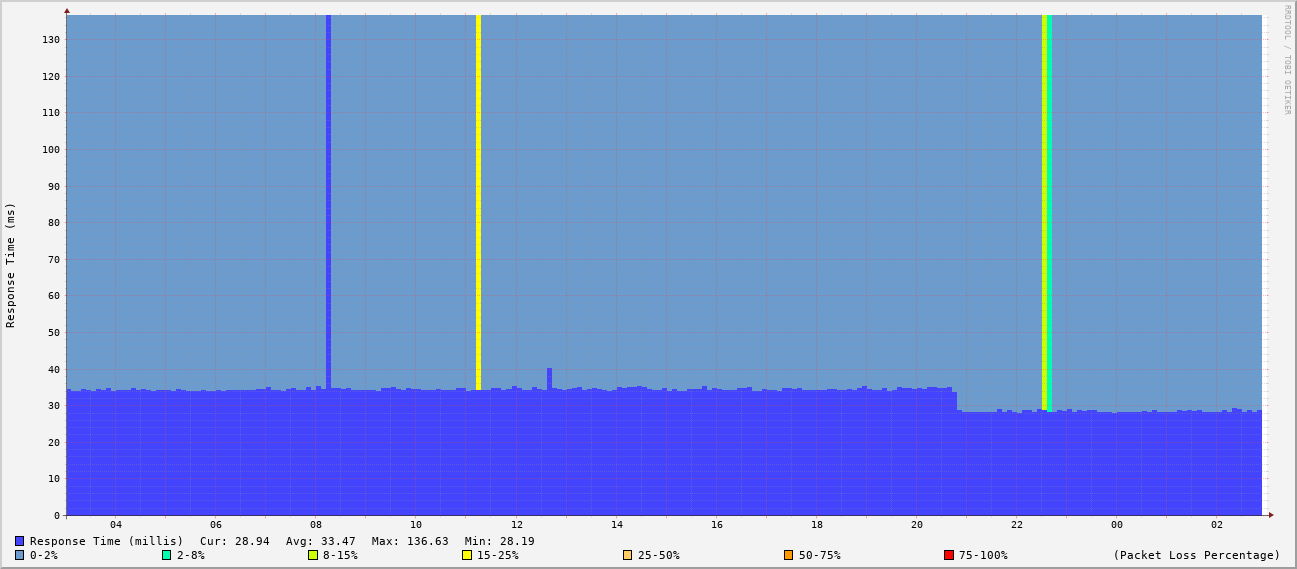 RRDTOOL / TOBI OETIKER
Response Time (ms)
130
120
110
100
90
80
70
60
50
40
30
20
10
0
04 06 08 10 12 14 16 18 20 22 00 02
Response Time (millis) Cur: 28.94 Avg: 33.47 Max: 136.63 Min: 28.19
0-2% 2-8% 8-15% 15-25% 25-50% 50-75% 75-100% (Packet Loss Percentage)